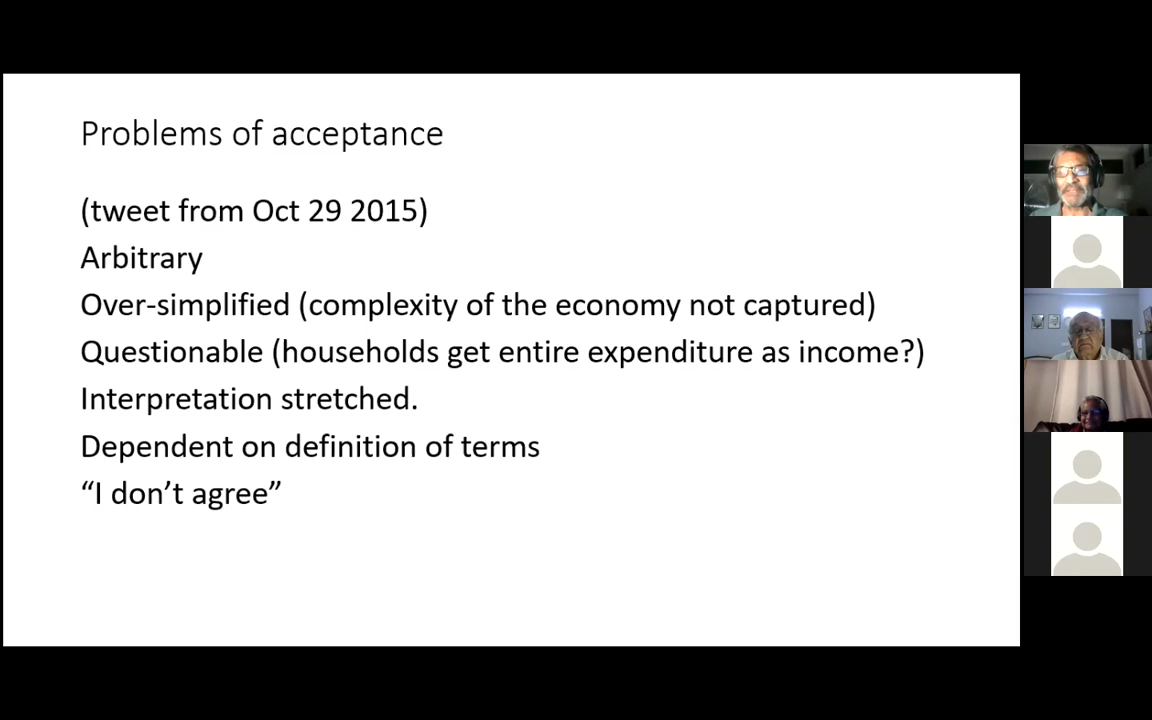 Problems of acceptance
(tweet from Oct 29 2015)
Arbitrary
Over-simplified (complexity of the economy not captured)
Questionable (households get entire expenditure as income?)
Interpretation stretched.
Dependent on definition of terms
“I don’t agree”